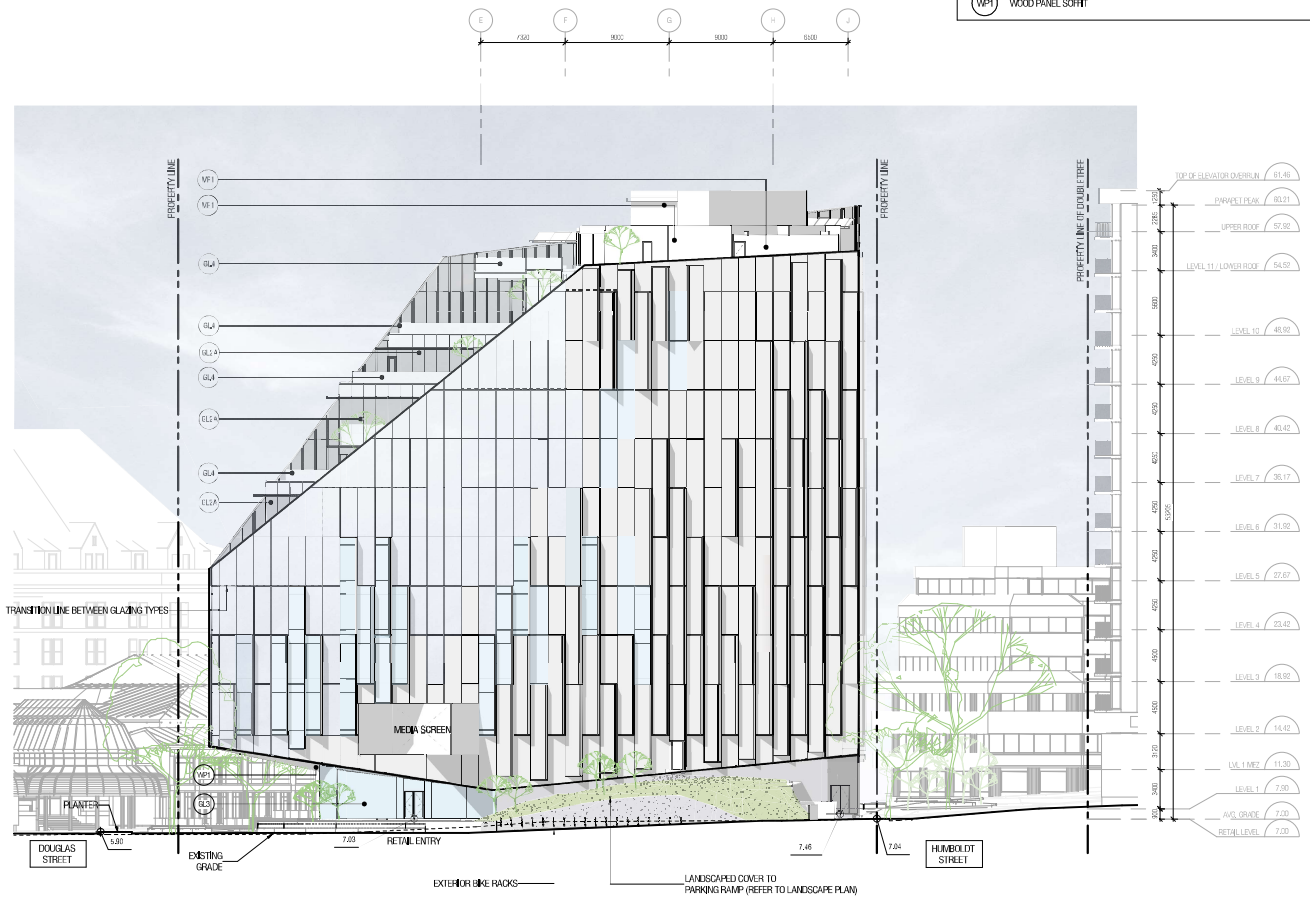 WP1 WOOD PANEL SOFFIT
E F G H J
7320 9000 9000 6500
PROPERTY LINE
PROPERTY LINE
PROPERTY LINE OF DOUBLETREE
GL4
GL4
GL2A
GL4
GL2A
GL4
GL2A
TRANSITION LINE BETWEEN GLAZING TYPES
MEDIA SCREEN
WP1
GL3
PLANTER
5.90
DOUGLAS
STREET
EXISTING
GRADE
7.03
RETAIL ENTRY
EXTERIOR BIKE RACKS
LANDSCAPED COVER TO
PARKING RAMP (REFER TO LANDSCAPE PLAN)
7.46
7.04
HUMBOLDT
STREET
TOP OF ELEVATOR OVERRUN 61.46
PARAPET PEAK 60.21
UPPER ROOF 57.92
LEVEL 11 / LOWER ROOF 54.52
LEVEL 10 48.92
LEVEL 9 44.67
LEVEL 8 40.42
LEVEL 7 36.17
LEVEL 6 31.92
LEVEL 5 27.67
LEVEL 4 23.42
LEVEL 3 18.92
LEVEL 2 14.42
LVL 1 MEZ 11.30
LEVEL 1 7.90
AVG. GRADE 7.00
RETAIL LEVEL 7.00
3400
5600
4250
4250
4250
4250
4250
4250
4500
4500
3120
3400
900